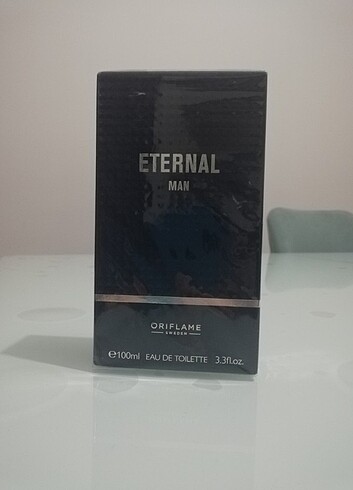 ETERNAL
MAN
ORIFLAME
SWEDEN
℮100ml EAU DE TOILETTE 3.3fl.oz.